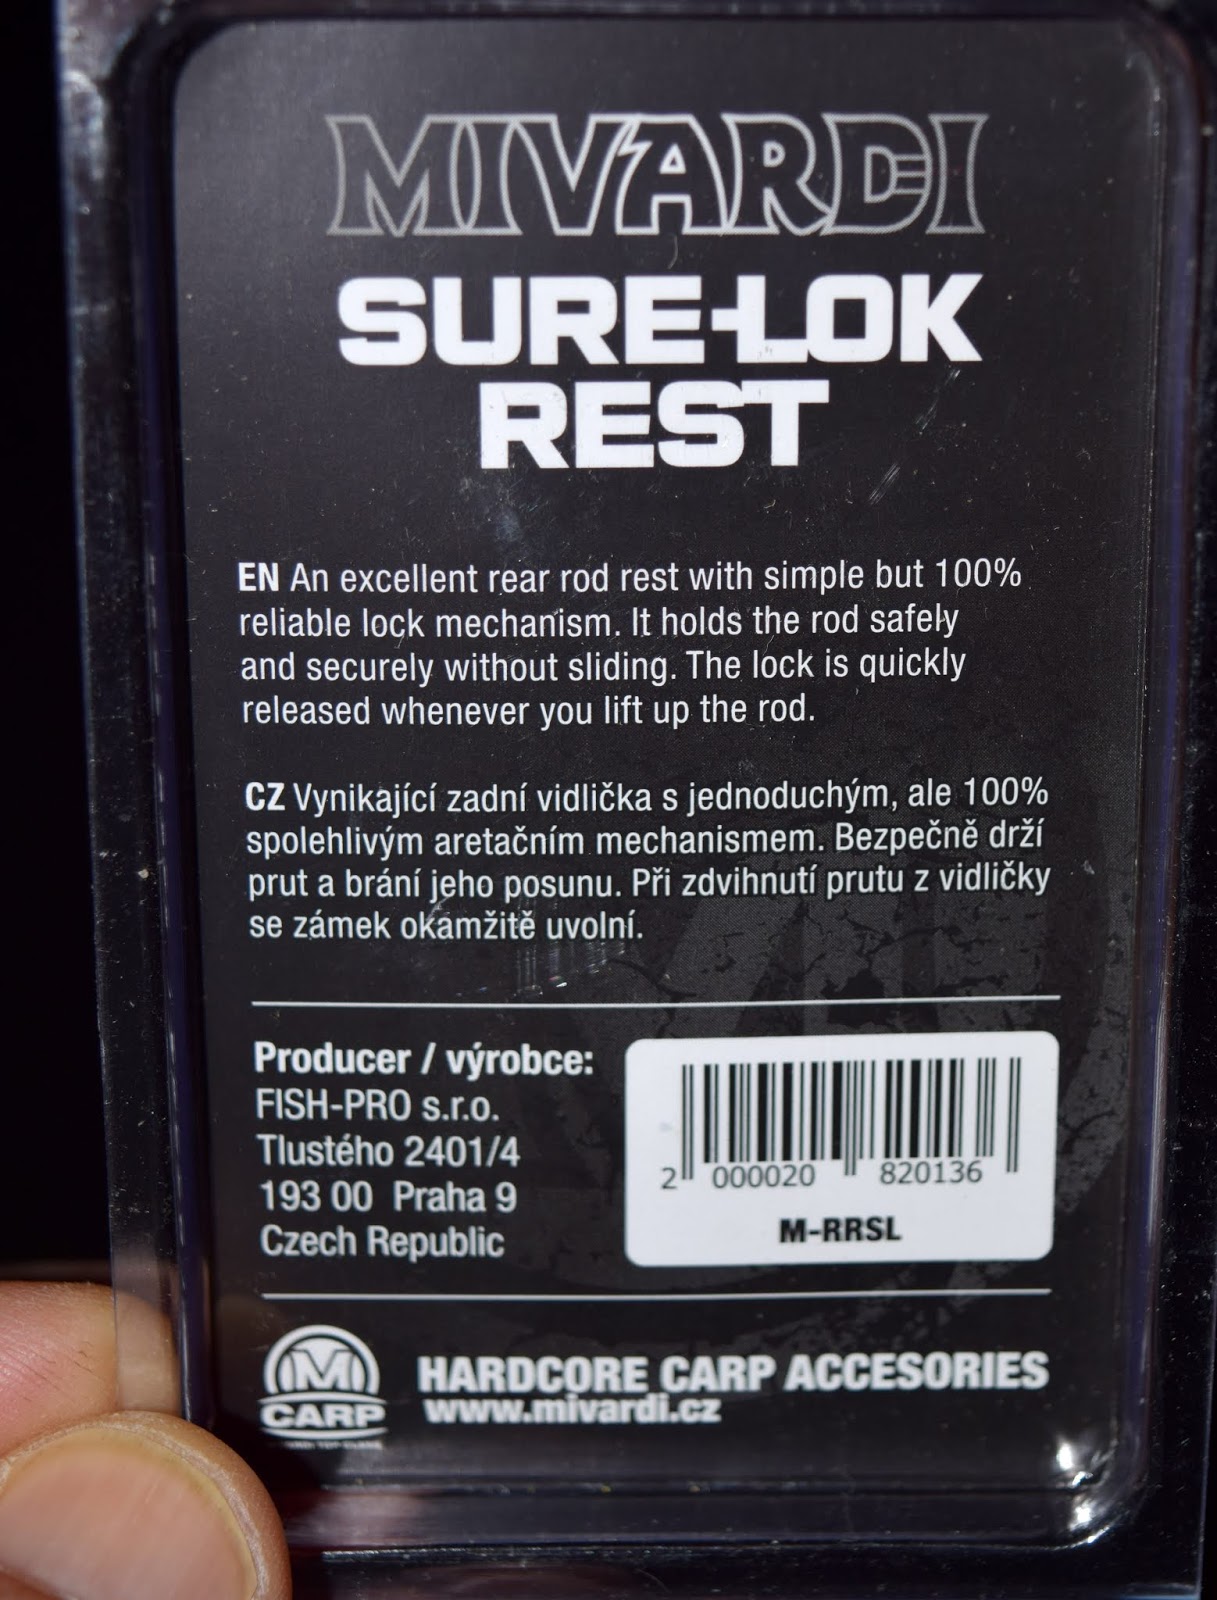 MIVARDI
SURE-LOK
REST
EN An excellent rear rod rest with simple but 100%
reliable lock mechanism. It holds the rod safely
and securely without sliding. The lock is quickly
released whenever you lift up the rod.
CZ Vynikající zadní vidlička s jednoduchým, ale 100%
spolehlivým aretačním mechanismem. Bezpečně drží
prut a brání jeho posunu. Při zdvihnutí prutu z vidličky
se zámek okamžitě uvolní.
Producer / výrobce:
FISH-PRO s.r.o.
Tlustého 2401/4
193 00 Praha 9
Czech Republic
2 000020 820136
M-RRSL
M
CARP
HARDCORE CARP ACCESORIES
www.mivardi.cz